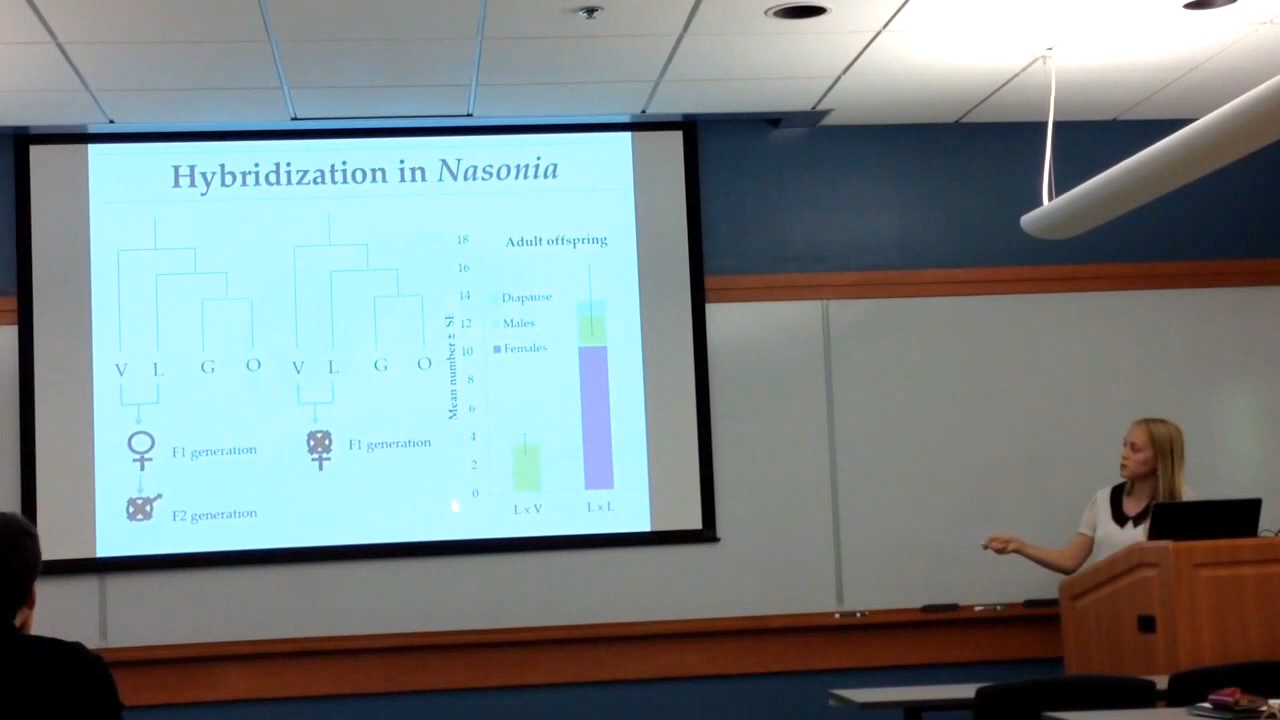 Hybridization in Nasonia
V L G O V L G O
F1 generation
F2 generation
F1 generation
Adult offspring
Mean number ± SE
18
16
14
12
10
8
6
4
2
0
Diapause
Males
Females
L x V
L x L